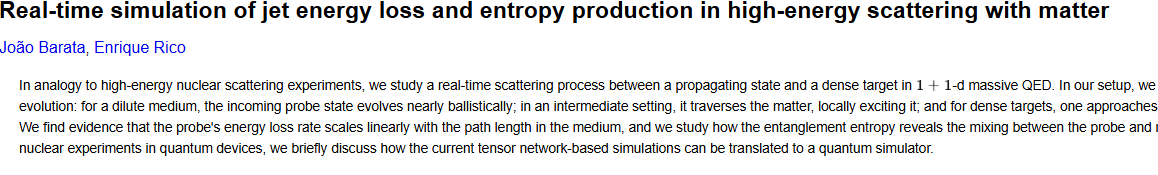 Real-time simulation of jet energy loss and entropy production in high-energy scattering with matter
João Barata, Enrique Rico
In analogy to high-energy nuclear scattering experiments, we study a real-time scattering process between a propagating state and a dense target in 1 + 1-d massive QED. In our setup, we
evolution: for a dilute medium, the incoming probe state evolves nearly ballistically; in an intermediate setting, it traverses the matter, locally exciting it; and for dense targets, one approaches
We find evidence that the probe's energy loss rate scales linearly with the path length in the medium, and we study how the entanglement entropy reveals the mixing between the probe and
nuclear experiments in quantum devices, we briefly discuss how the current tensor network-based simulations can be translated to a quantum simulator.